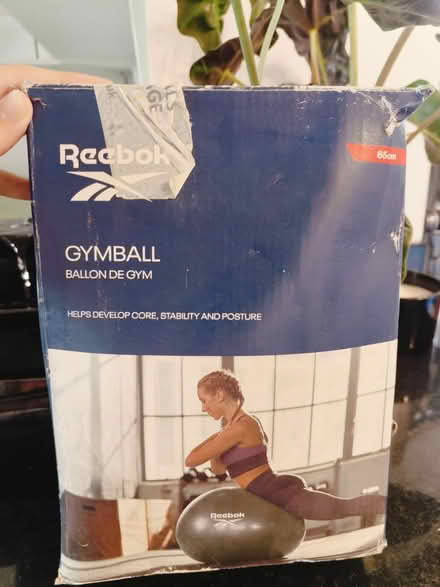 Reebok
65cm
GYMBALL
BALLON DE GYM
HELPS DEVELOP CORE, STABILITY AND POSTURE
Reebok